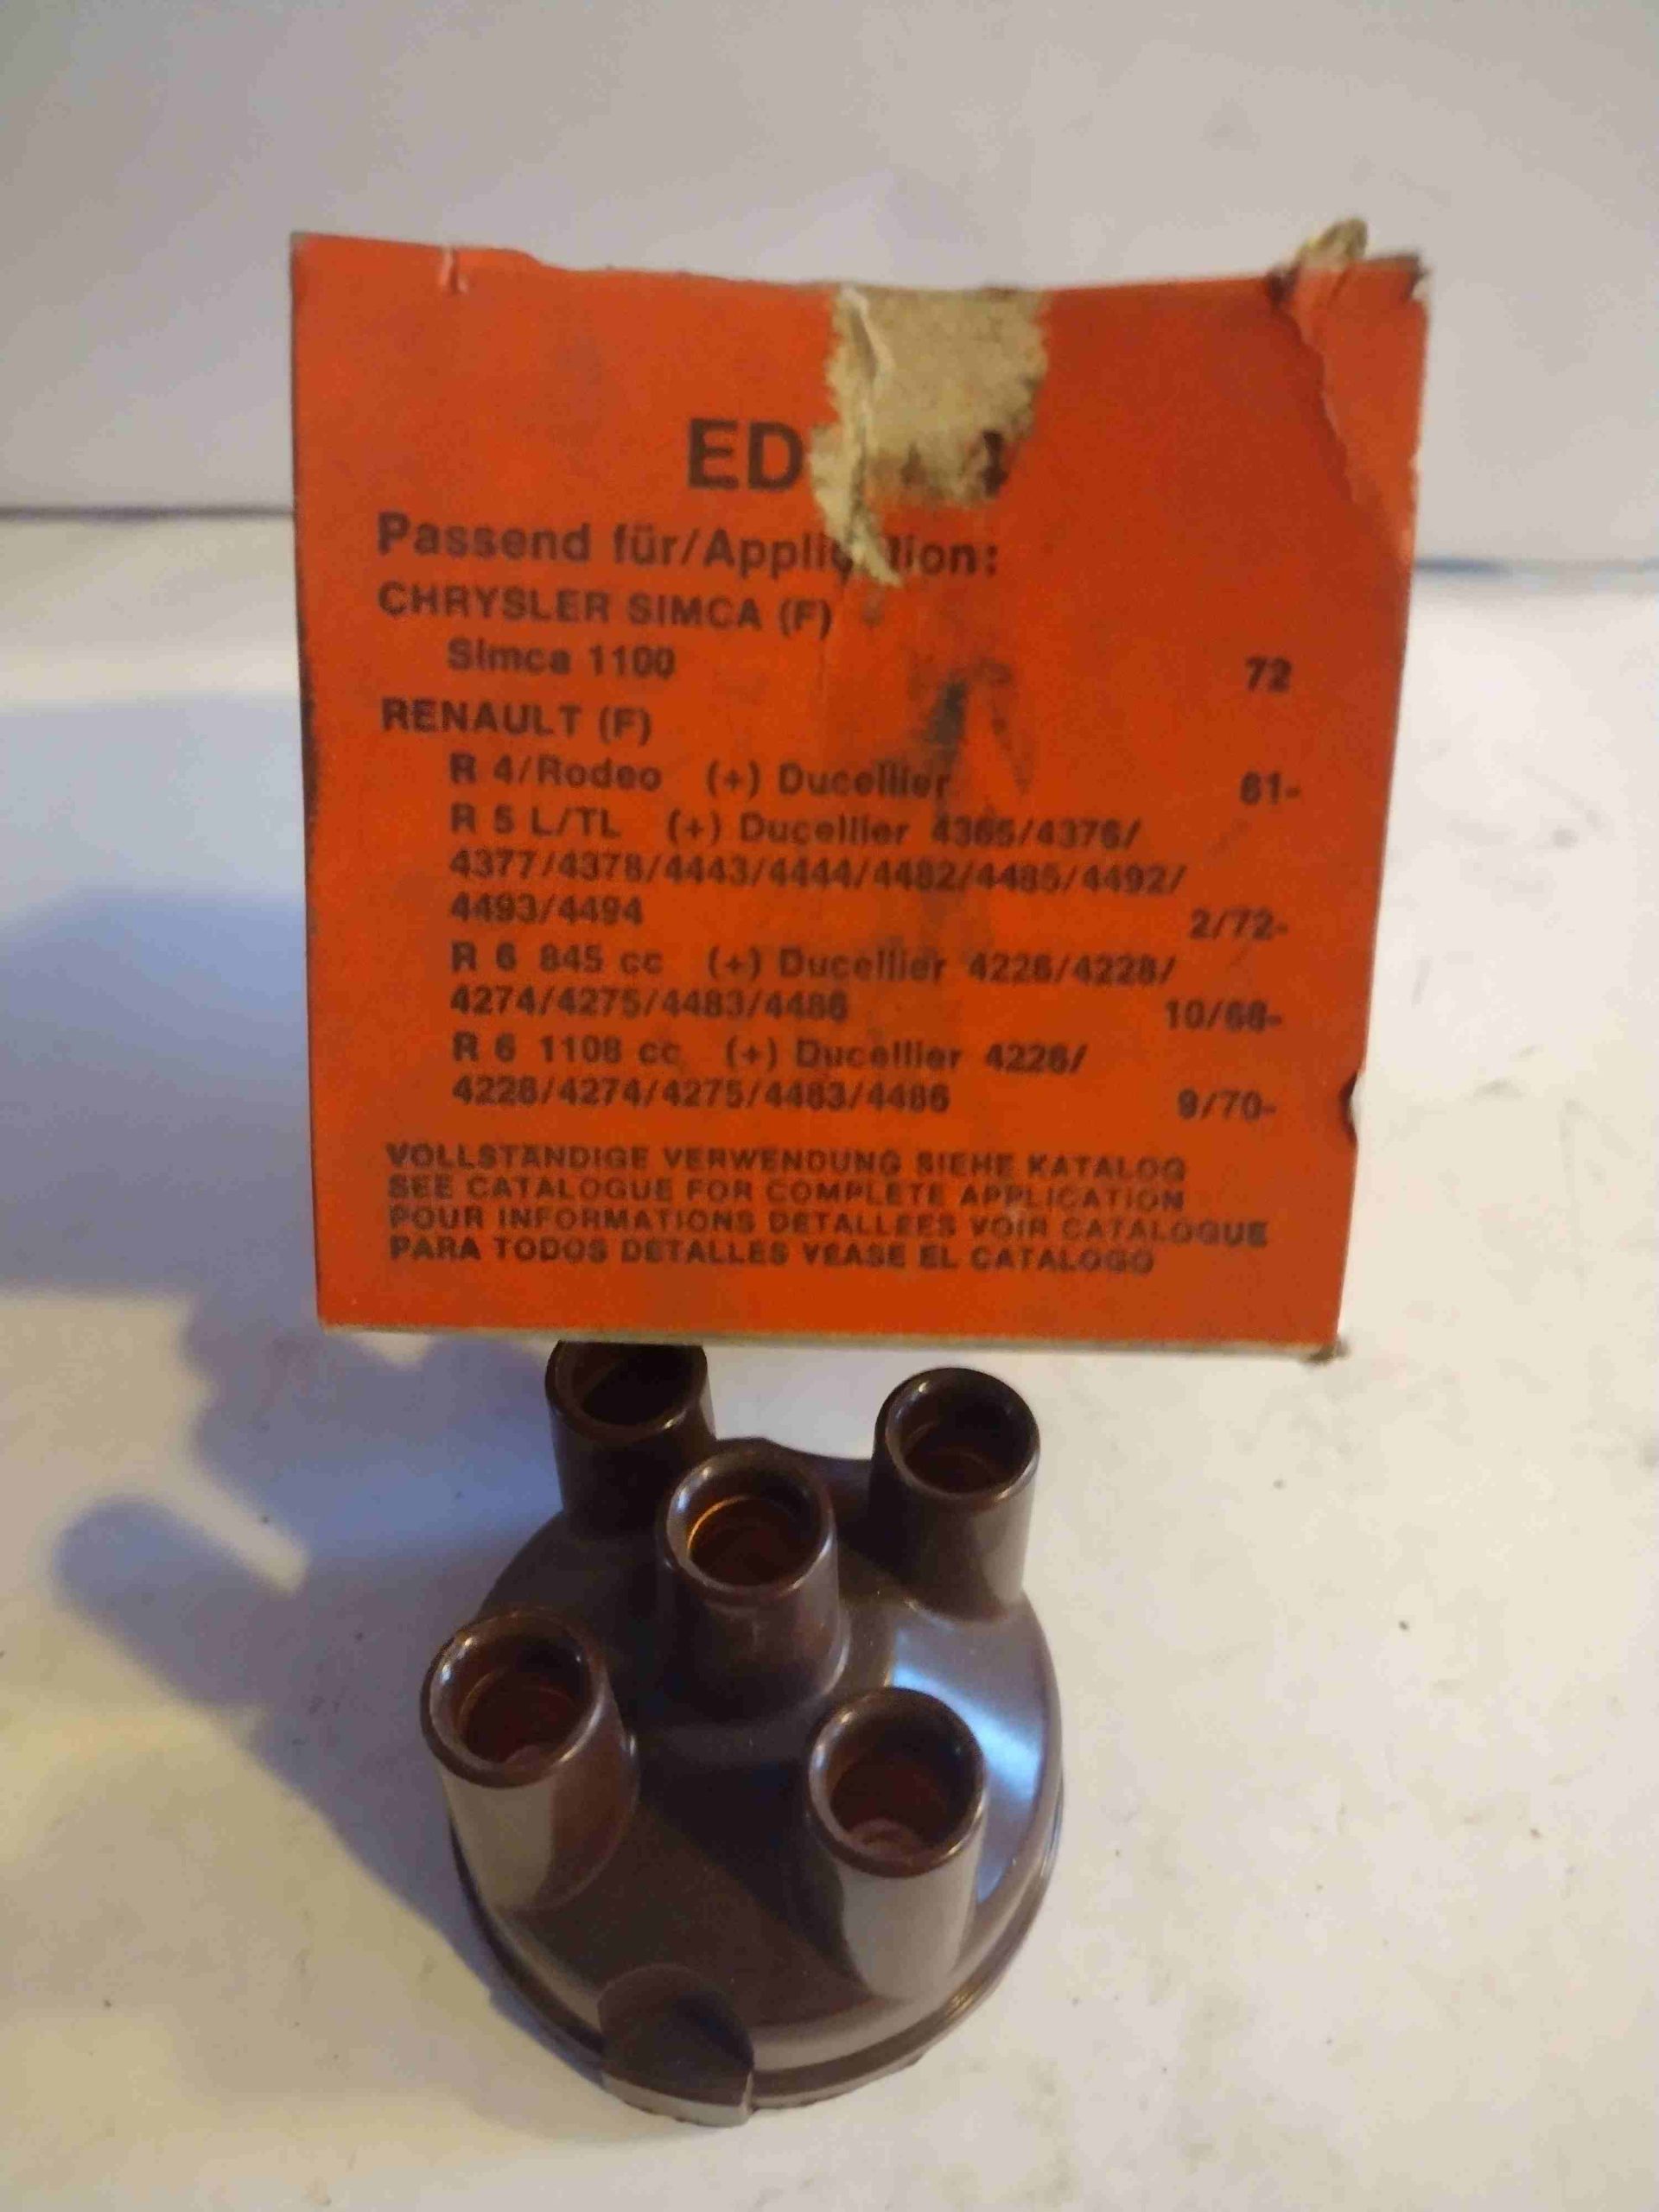 ED
Passend für/Application:
CHRYSLER SIMCA (F)
Simca 1100 72
RENAULT (F)
R 4/Rodeo (+) Ducellier 61-
R 5 L/TL (+) Ducellier 4365/4376/
4377/4378/4443/4444/4482/4485/4492/
4493/4494 2/72-
R 6 845 cc (+) Ducellier 4226/4228/
4274/4275/4483/4486 10/68-
R 6 1108 cc (+) Ducellier 4226/
4228/4274/4275/4483/4486 9/70-
VOLLSTÄNDIGE VERWENDUNG SIEHE KATALOG
SEE CATALOGUE FOR COMPLETE APPLICATION
POUR INFORMATIONS DETALLEES VOIR CATALOGUE
PARA TODOS DETALLES VEASE EL CATALOGO